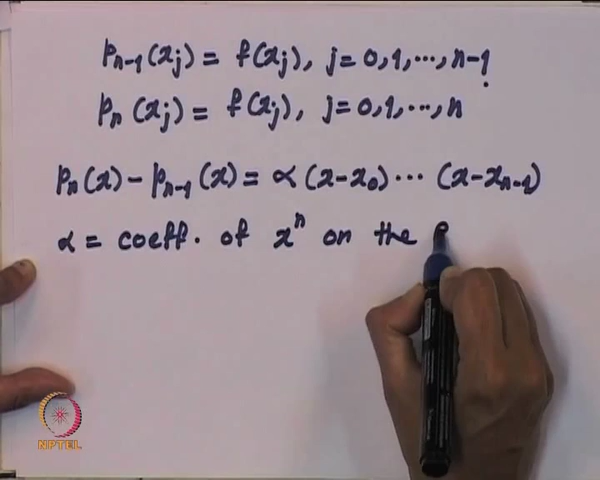 pn-1(xj) = f(xj), j=0,1,...,n-1.
pn(xj) = f(xj), j=0,1,...,n
pn(x) - pn-1(x) = α(x-x0)...(x-xn-1)
α = coeff. of x^n on the
NPTEL